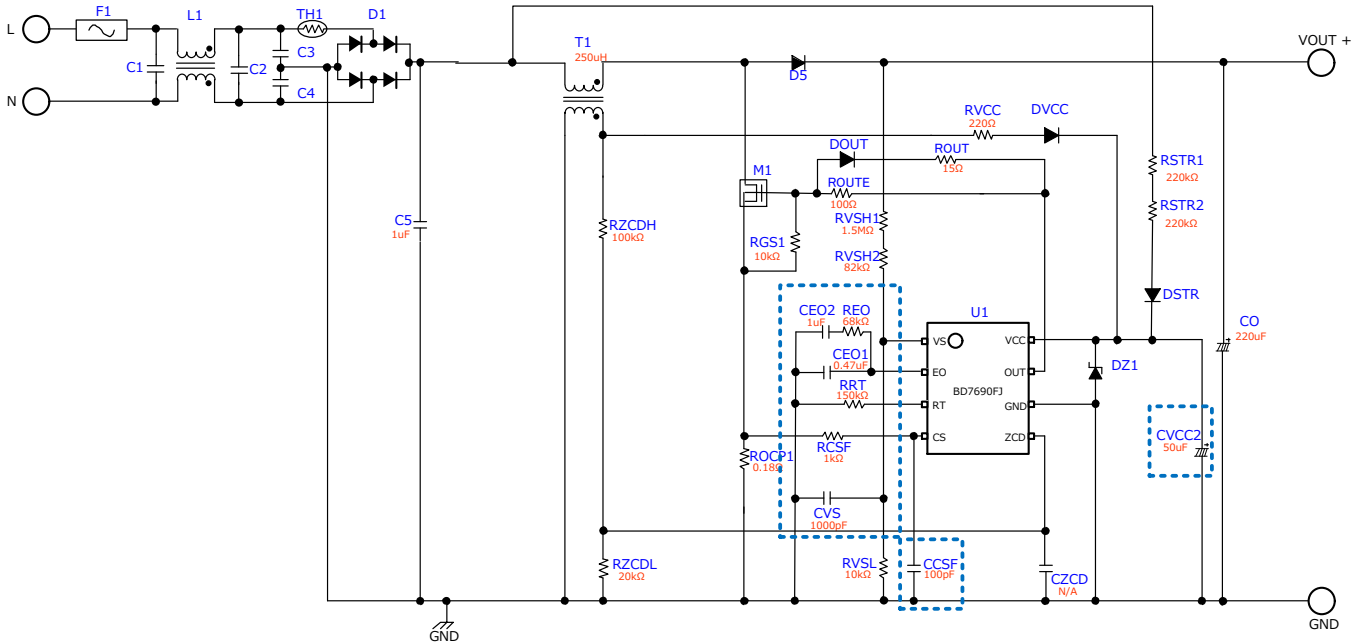 F1
L1
TH1
D1
L
N
C1
C2
C3
C4
T1
250uH
D5
VOUT +
RVCC
220Ω
DVCC
DOUT
ROUT
15Ω
M1
ROUTE
100Ω
RSTR1
220kΩ
RSTR2
220kΩ
C5
1uF
RZCDH
100kΩ
RGS1
10kΩ
RVSH1
1.5MΩ
RVSH2
82kΩ
DSTR
CEO2
1uF
REO
68kΩ
U1
CO
220uF
VS
VCC
CEO1
0.47uF
EO
OUT
DZ1
RRT
150kΩ
BD7690FJ
RT
GND
CS
ZCD
CVCC2
50uF
RCSF
1kΩ
ROCP1
0.18Ω
CVS
1000pF
RZCDL
20kΩ
RVSL
10kΩ
CCSF
100pF
CZCD
N/A
GND
GND